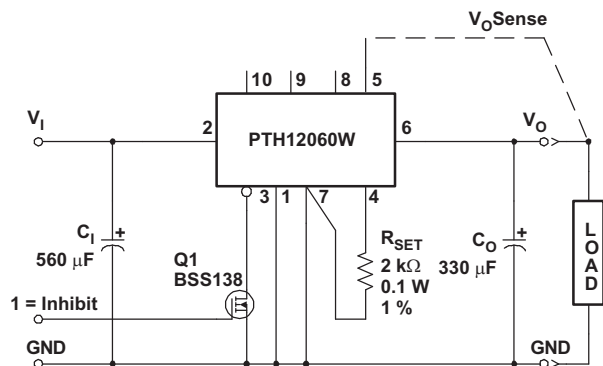 VOSense
10
9
8
5
VI
2
PTH12060W
6
VO
3
1
7
4
CI
+
560 μF
Q1
BSS138
RSET
2 kΩ
0.1 W
1 %
CO
+
330 μF
LOAD
1 = Inhibit
GND
GND